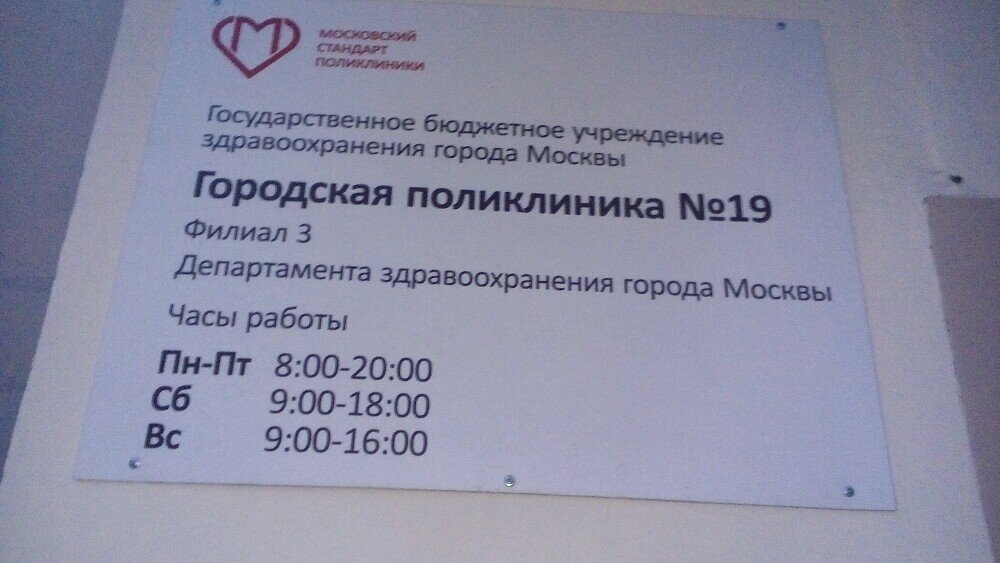 МОСКОВСКИЙ
СТАНДАРТ
ПОЛИКЛИНИКИ
Государственное бюджетное учреждение
здравоохранения города Москвы
Городская поликлиника №19
Филиал 3
Департамента здравоохранения города Москвы
Часы работы
Пн-Пт 8:00-20:00
Сб 9:00-18:00
Вс 9:00-16:00